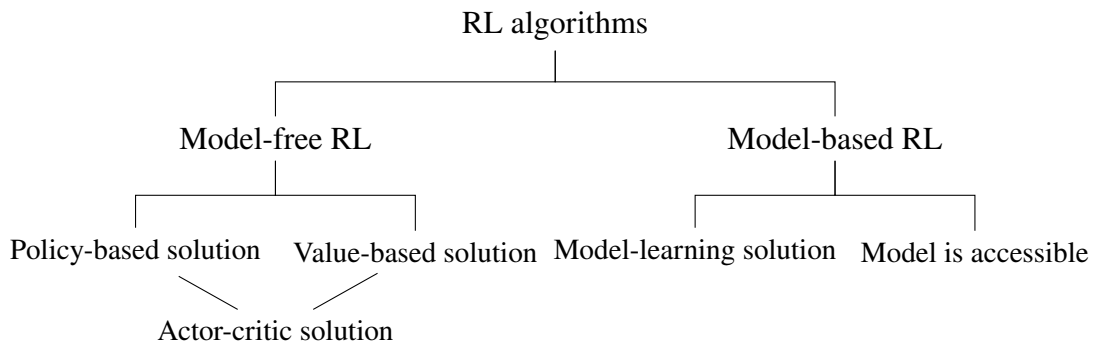 RL algorithms
Model-free RL
Model-based RL
Policy-based solution
Value-based solution
Model-learning solution
Model is accessible
Actor-critic solution